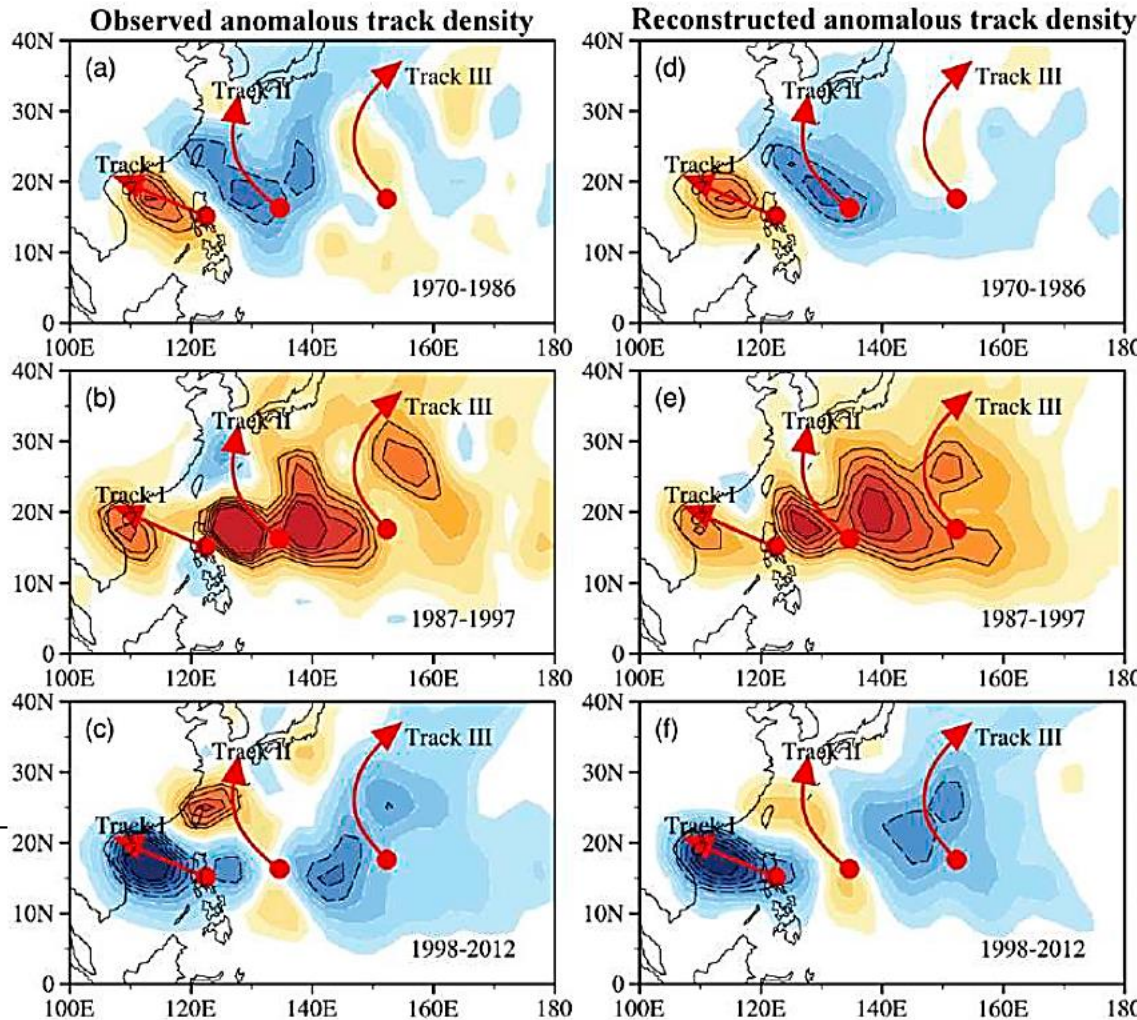 Observed anomalous track density
Reconstructed anomalous track density
(a)
40N
30N
20N
10N
0
Track I
Track II
Track III
1970-1986
100E 120E 140E 160E 180
(d)
40N
30N
20N
10N
0
Track I
Track II
Track III
1970-1986
100E 120E 140E 160E 180
(b)
40N
30N
20N
10N
0
Track I
Track II
Track III
1987-1997
100E 120E 140E 160E 180
(e)
40N
30N
20N
10N
0
Track I
Track II
Track III
1987-1997
100E 120E 140E 160E 180
(c)
40N
30N
20N
10N
0
Track I
Track II
Track III
1998-2012
100E 120E 140E 160E 180
(f)
40N
30N
20N
10N
0
Track I
Track II
Track III
1998-2012
100E 120E 140E 160E 180